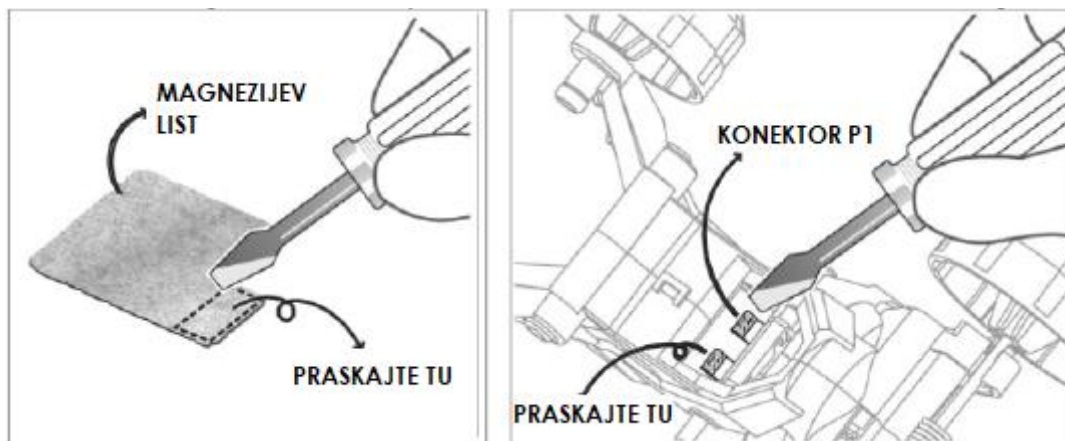 MAGNEZIJEV
LIST
PRASKAJTE TU
KONEKTOR P1
PRASKAJTE TU